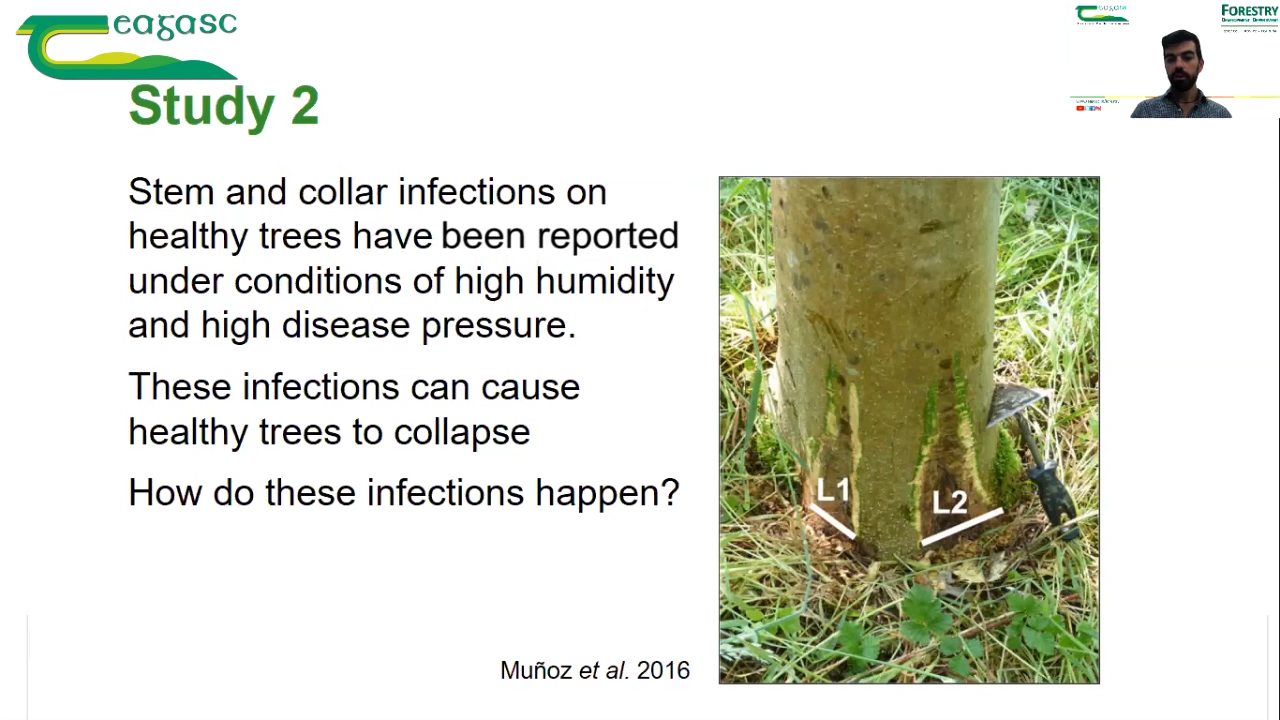 eagasc
FORESTRY
Study 2
Stem and collar infections on
healthy trees have been reported
under conditions of high humidity
and high disease pressure.
These infections can cause
healthy trees to collapse
How do these infections happen?
L1
L2
Muñoz et al. 2016